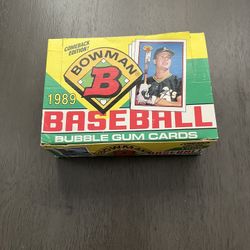 COMEBACK EDITION!
BOWMAN
B
1989
BASEBALL
BUBBLE GUM CARDS